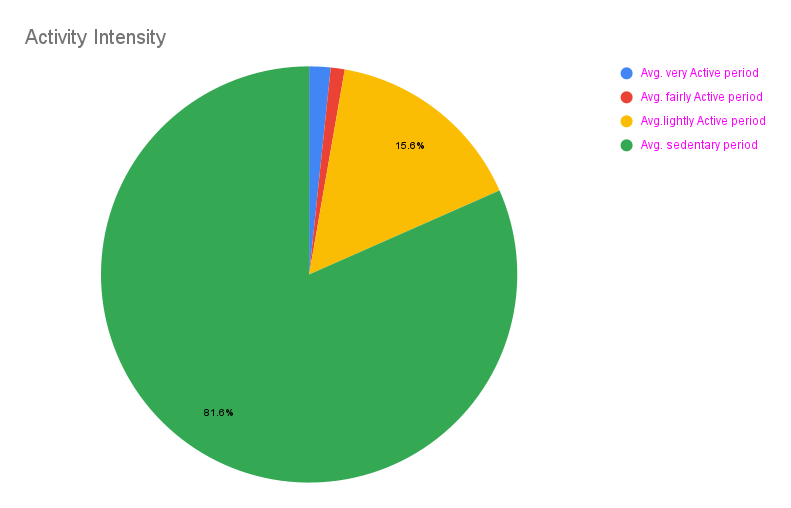 Activity Intensity
Avg. very Active period
Avg. fairly Active period
Avg.lightly Active period
Avg. sedentary period
15.6%
81.6%